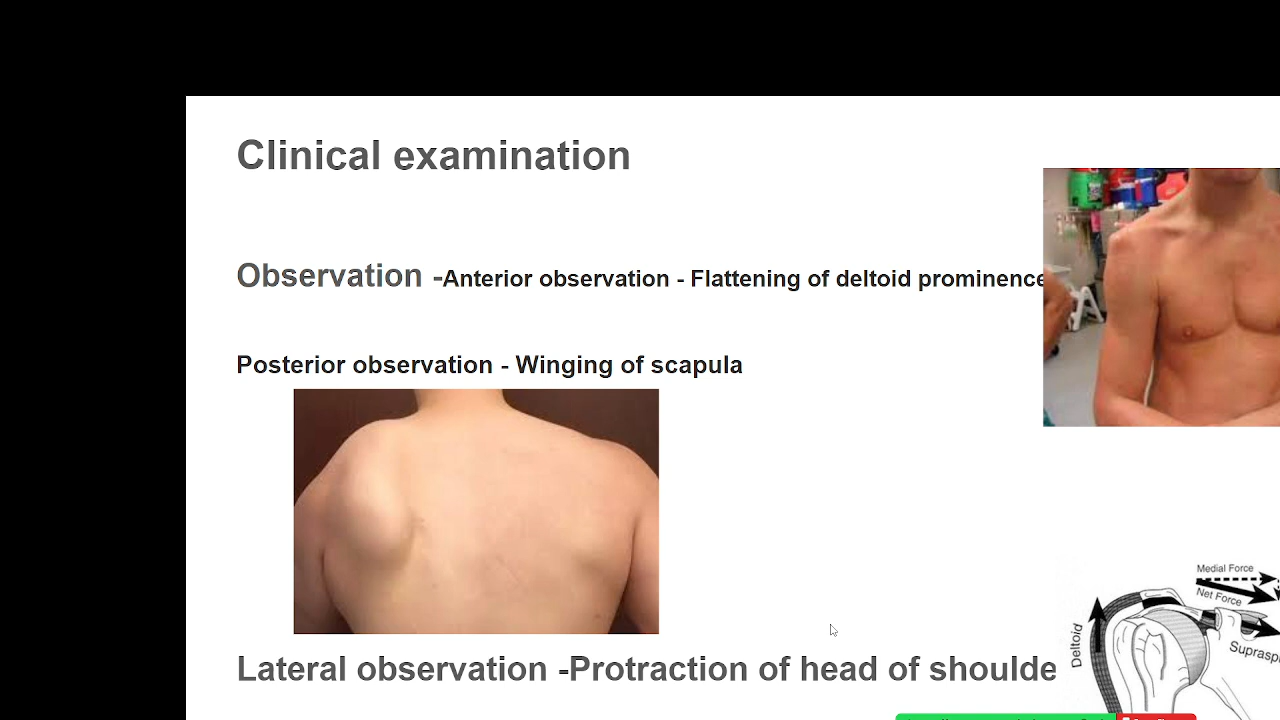 Clinical examination
Observation -Anterior observation - Flattening of deltoid prominence
Posterior observation - Winging of scapula
Medial Force
Net Force
Deltoid
Lateral observation -Protraction of head of shoulde